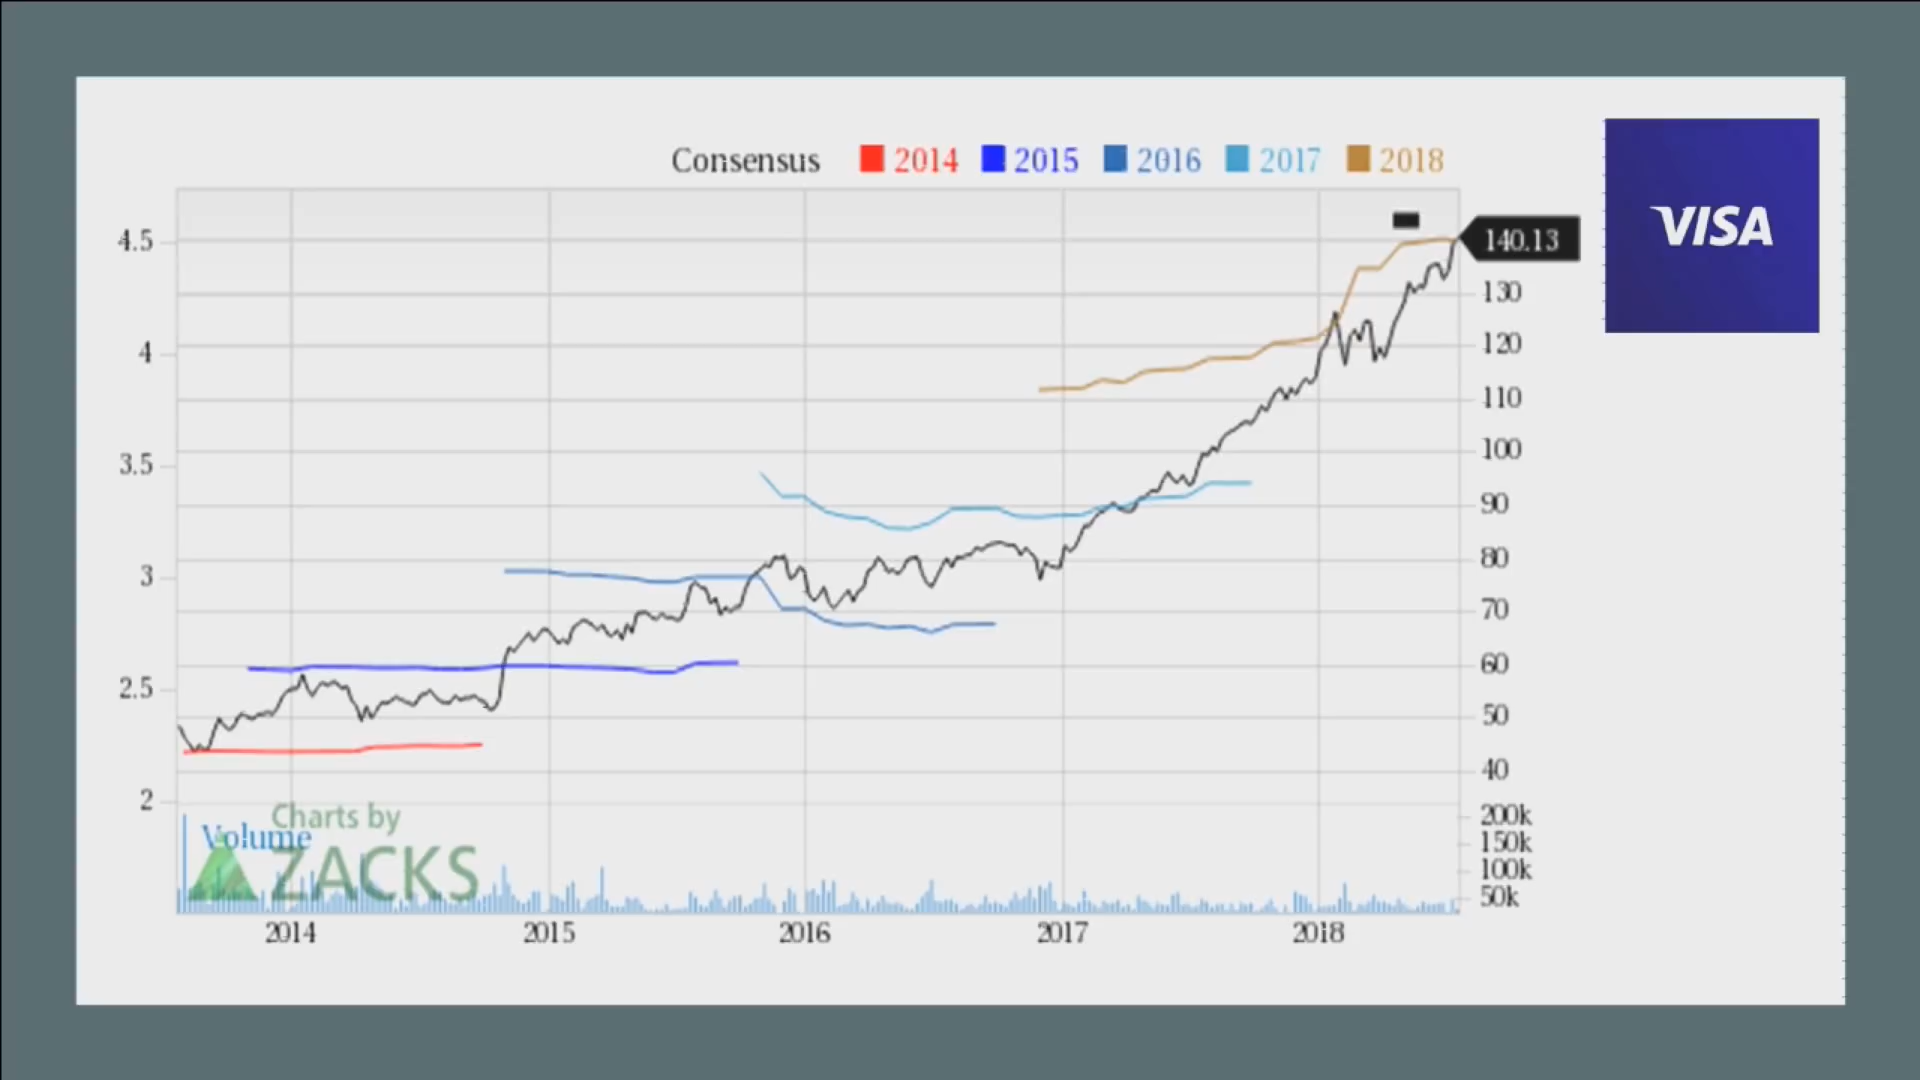 Consensus 2014 2015 2016 2017 2018
VISA
140.13
4.5
4
3.5
3
2.5
2
130
120
110
100
90
80
70
60
50
40
200k
150k
100k
50k
Volume
Charts by
ZACKS
2014 2015 2016 2017 2018